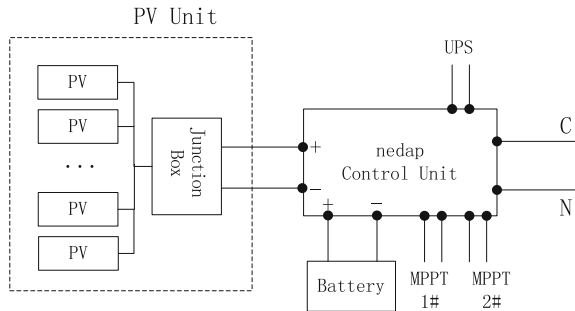 PV Unit
PV
PV
...
PV
PV
Junction
Box
UPS
nedap
Control Unit
+
−
+
−
C
N
Battery
MPPT
1#
MPPT
2#